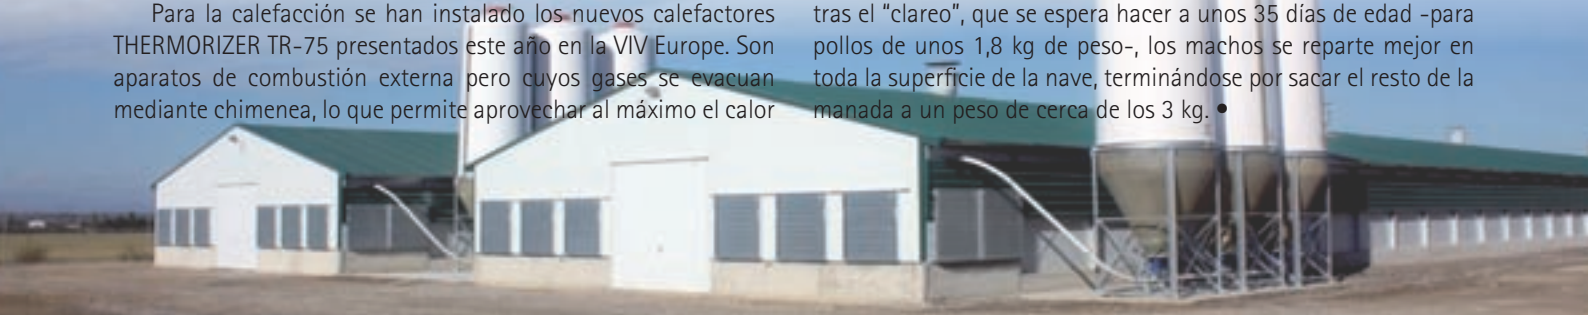 Para la calefacción se han instalado los nuevos calefactores
THERMORIZER TR-75 presentados este año en la VIV Europe. Son
aparatos de combustión externa pero cuyos gases se evacuan
mediante chimenea, lo que permite aprovechar al máximo el calor
tras el “clareo”, que se espera hacer a unos 35 días de edad -para
pollos de unos 1,8 kg de peso-, los machos se reparte mejor en
toda la superficie de la nave, terminándose por sacar el resto de la
manada a un peso de cerca de los 3 kg. •